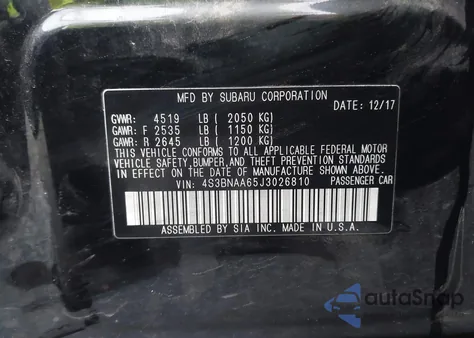 MFD BY SUBARU CORPORATION
DATE: 12/17
GVWR: 4519 LB ( 2050 KG)
GAWR: F 2535 LB ( 1150 KG)
GAWR: R 2645 LB ( 1200 KG)
THIS VEHICLE CONFORMS TO ALL APPLICABLE FEDERAL MOTOR
VEHICLE SAFETY, BUMPER, AND THEFT PREVENTION STANDARDS
IN EFFECT ON THE DATE OF MANUFACTURE SHOWN ABOVE.
VIN: 4S3BNAA65J3026810 PASSENGER CAR
ASSEMBLED BY SIA INC. MADE IN U.S.A.
autoSnap